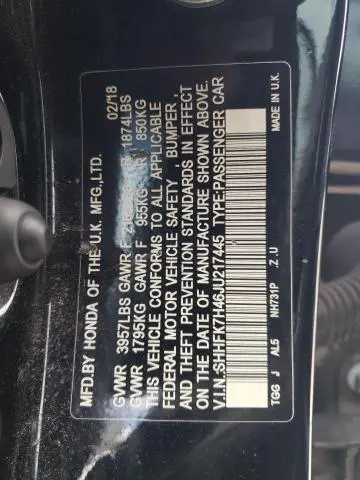 MFD.BY HONDA OF THE U.K. MFG.,LTD. 02/18
GVWR 3957LBS GAWR F R 1874LBS
GVWR 1795KG GAWR F 955KG R 850KG
THIS VEHICLE CONFORMS TO ALL APPLICABLE
FEDERAL MOTOR VEHICLE SAFETY , BUMPER ,
AND THEFT PREVENTION STANDARDS IN EFFECT
ON THE DATE OF MANUFACTURE SHOWN ABOVE.
V.I.N.:SHHFK7H46JU217445 TYPE:PASSENGER CAR
TGG J AL5 NH731P .Z .U MADE IN U.K.